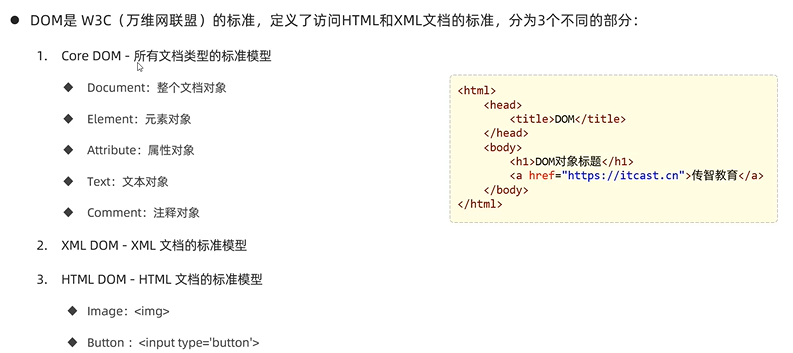 ● DOM是 W3C（万维网联盟）的标准，定义了访问HTML和XML文档的标准，分为3个不同的部分：
1. Core DOM - 所有文档类型的标准模型
◆ Document：整个文档对象
◆ Element：元素对象
◆ Attribute：属性对象
◆ Text：文本对象
◆ Comment：注释对象
2. XML DOM - XML 文档的标准模型
3. HTML DOM - HTML 文档的标准模型
◆ Image：<img>
◆ Button ：<input type='button'>
<html>
    <head>
        <title>DOM</title>
    </head>
    <body>
        <h1>DOM对象标题</h1>
        <a href="https://itcast.cn">传智教育</a>
    </body>
</html>